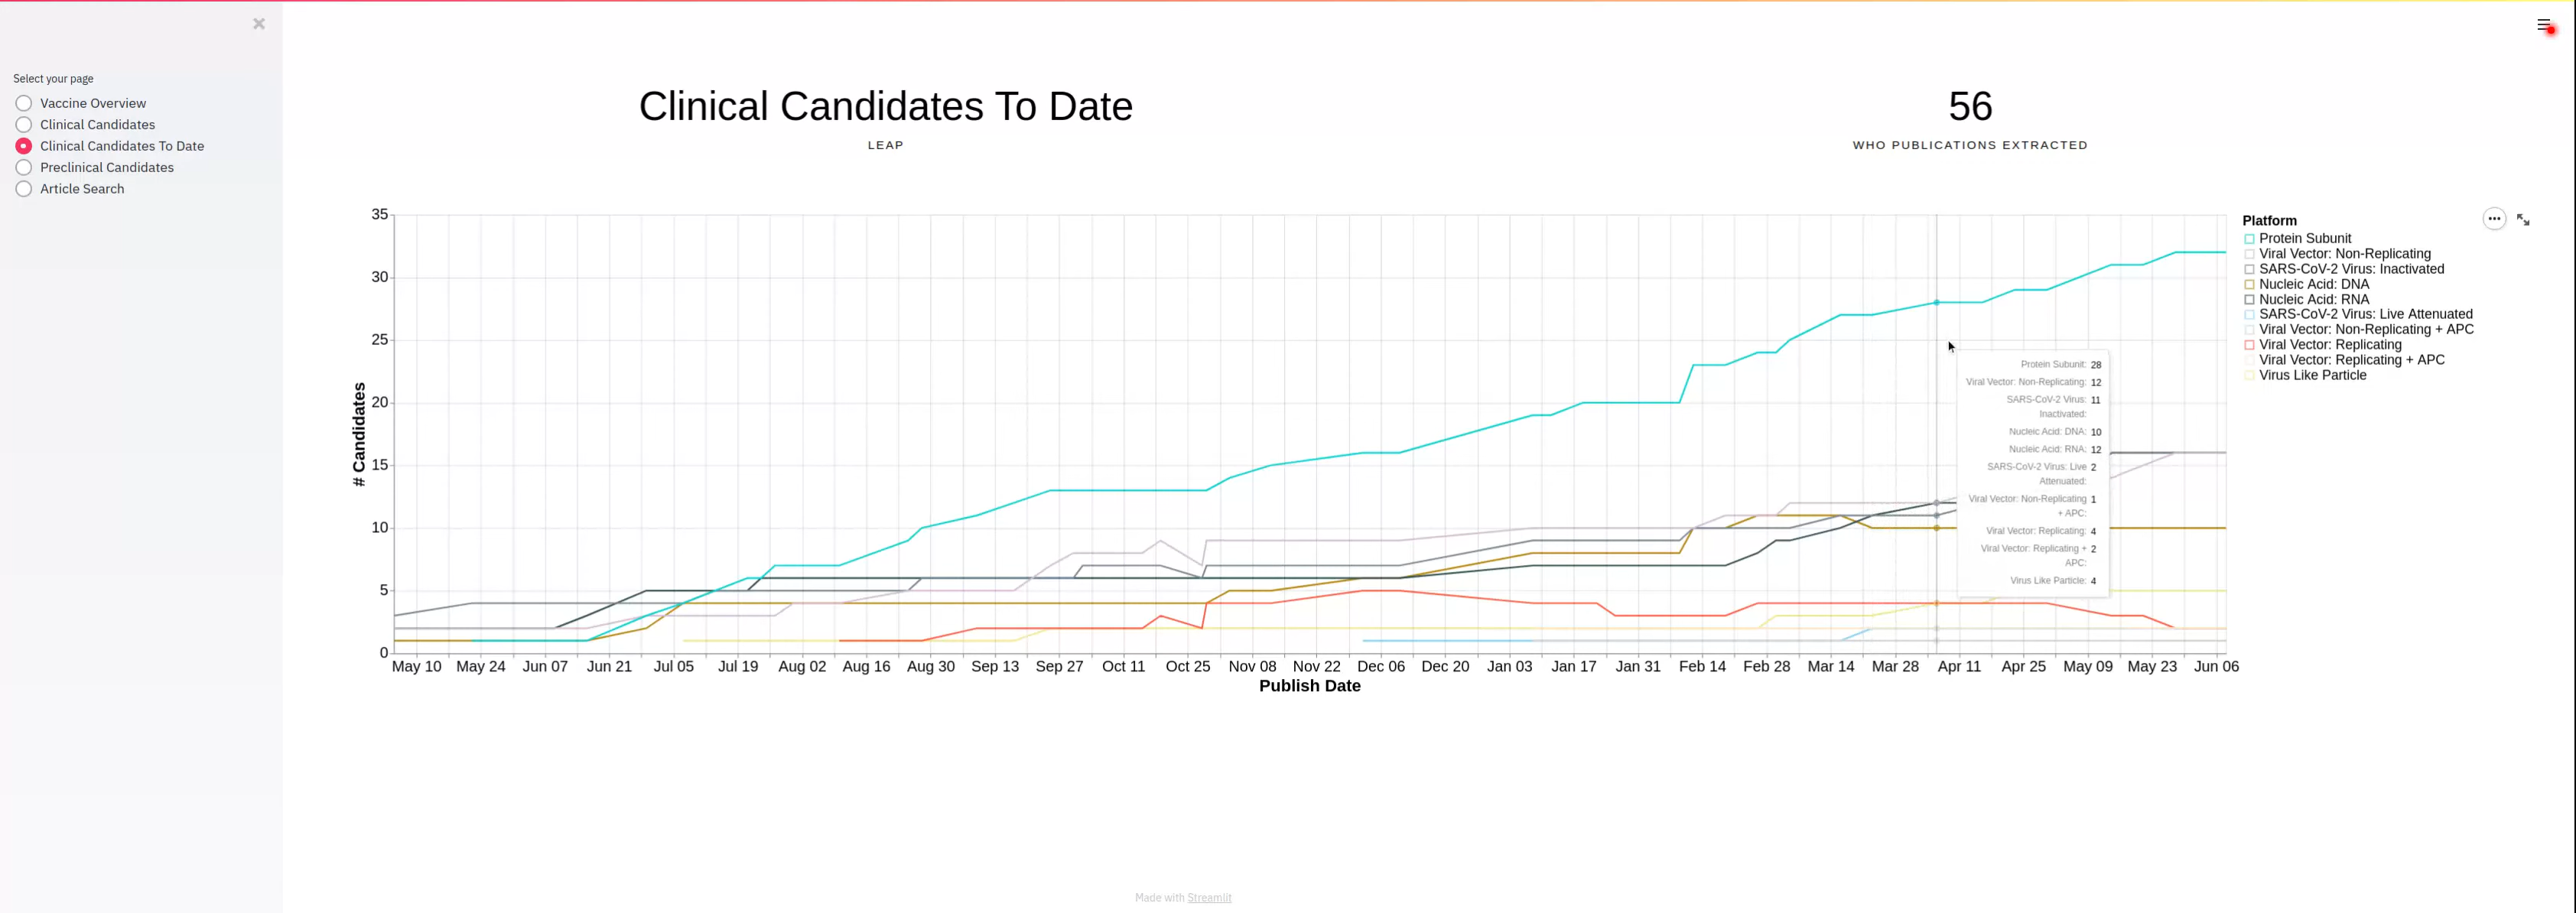 Select your page
Vaccine Overview
Clinical Candidates
Clinical Candidates To Date
Preclinical Candidates
Article Search
Clinical Candidates To Date
LEAP
56
WHO PUBLICATIONS EXTRACTED
35
30
25
20
15
10
5
0
# Candidates
May 10 May 24 Jun 07 Jun 21 Jul 05 Jul 19 Aug 02 Aug 16 Aug 30 Sep 13 Sep 27 Oct 11 Oct 25 Nov 08 Nov 22 Dec 06 Dec 20 Jan 03 Jan 17 Jan 31 Feb 14 Feb 28 Mar 14 Mar 28 Apr 11 Apr 25 May 09 May 23 Jun 06
Publish Date
Protein Subunit: 28
Viral Vector: Non-Replicating: 12
SARS-CoV-2 Virus: 11
Inactivated:
Nucleic Acid: DNA: 10
Nucleic Acid: RNA: 12
SARS-CoV-2 Virus: Live 2
Attenuated:
Viral Vector: Non-Replicating 1
+ APC:
Viral Vector: Replicating: 4
Viral Vector: Replicating + 2
APC:
Virus Like Particle: 4
Platform
Protein Subunit
Viral Vector: Non-Replicating
SARS-CoV-2 Virus: Inactivated
Nucleic Acid: DNA
Nucleic Acid: RNA
SARS-CoV-2 Virus: Live Attenuated
Viral Vector: Non-Replicating + APC
Viral Vector: Replicating
Viral Vector: Replicating + APC
Virus Like Particle
Made with Streamlit